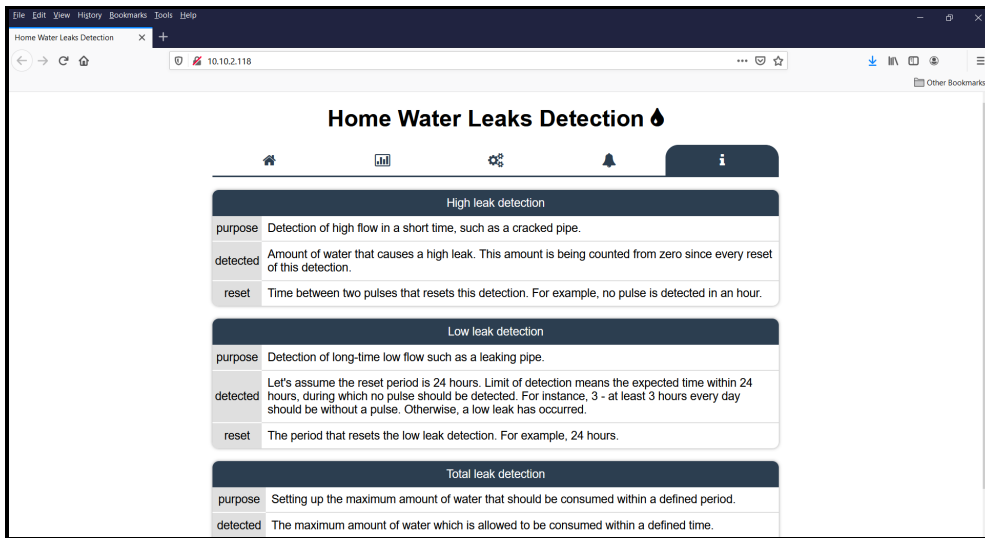 File Edit View History Bookmarks Tools Help
Home Water Leaks Detection
10.10.2.118
Other Bookmarks
Home Water Leaks Detection
High leak detection
purpose Detection of high flow in a short time, such as a cracked pipe.
detected Amount of water that causes a high leak. This amount is being counted from zero since every reset
of this detection.
reset Time between two pulses that resets this detection. For example, no pulse is detected in an hour.
Low leak detection
purpose Detection of long-time low flow such as a leaking pipe.
Let's assume the reset period is 24 hours. Limit of detection means the expected time within 24
detected hours, during which no pulse should be detected. For instance, 3 - at least 3 hours every day
should be without a pulse. Otherwise, a low leak has occurred.
reset The period that resets the low leak detection. For example, 24 hours.
Total leak detection
purpose Setting up the maximum amount of water that should be consumed within a defined period.
detected The maximum amount of water which is allowed to be consumed within a defined time.